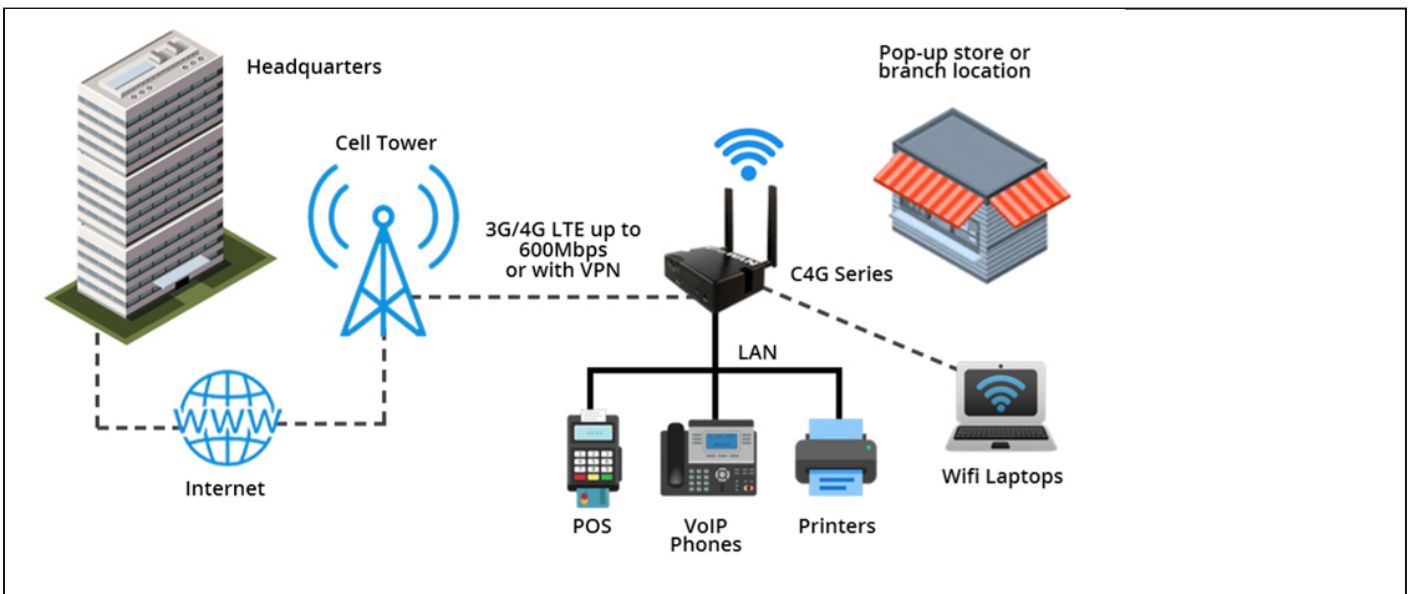 Headquarters
Pop-up store or
branch location
Cell Tower
3G/4G LTE up to
600Mbps
or with VPN
C4G Series
LAN
WWW
Internet
POS
VoIP
Phones
Printers
Wifi Laptops